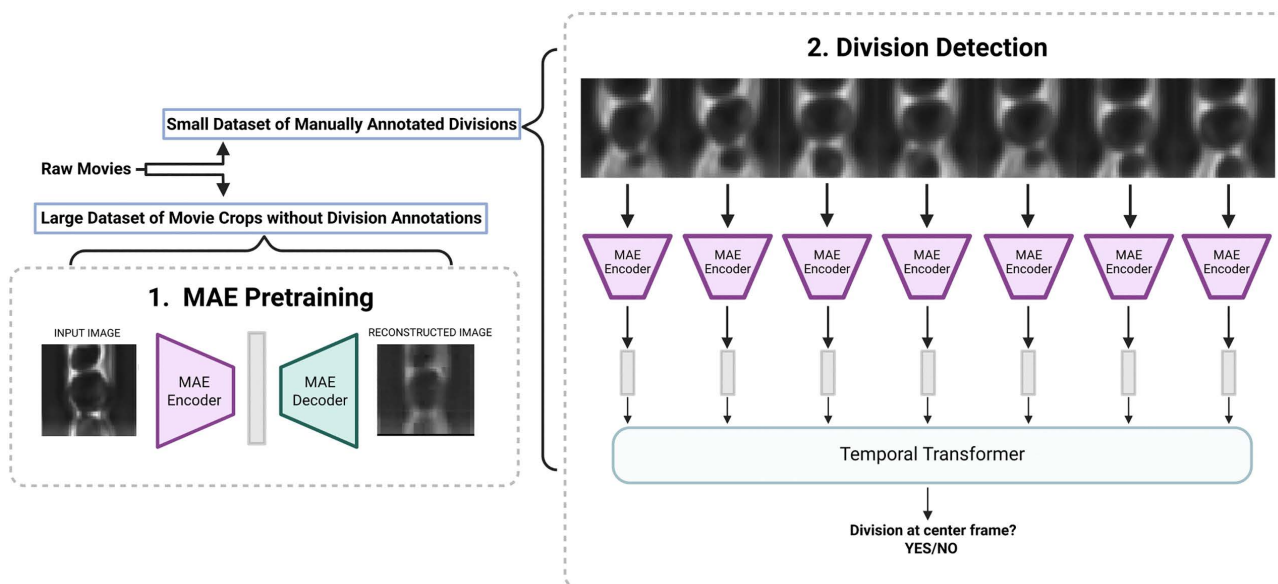 2. Division Detection
Small Dataset of Manually Annotated Divisions
Raw Movies
Large Dataset of Movie Crops without Division Annotations
1. MAE Pretraining
INPUT IMAGE
RECONSTRUCTED IMAGE
MAE
Encoder
MAE
Decoder
MAE
Encoder
MAE
Encoder
MAE
Encoder
MAE
Encoder
MAE
Encoder
MAE
Encoder
MAE
Encoder
Temporal Transformer
Division at center frame?
YES/NO